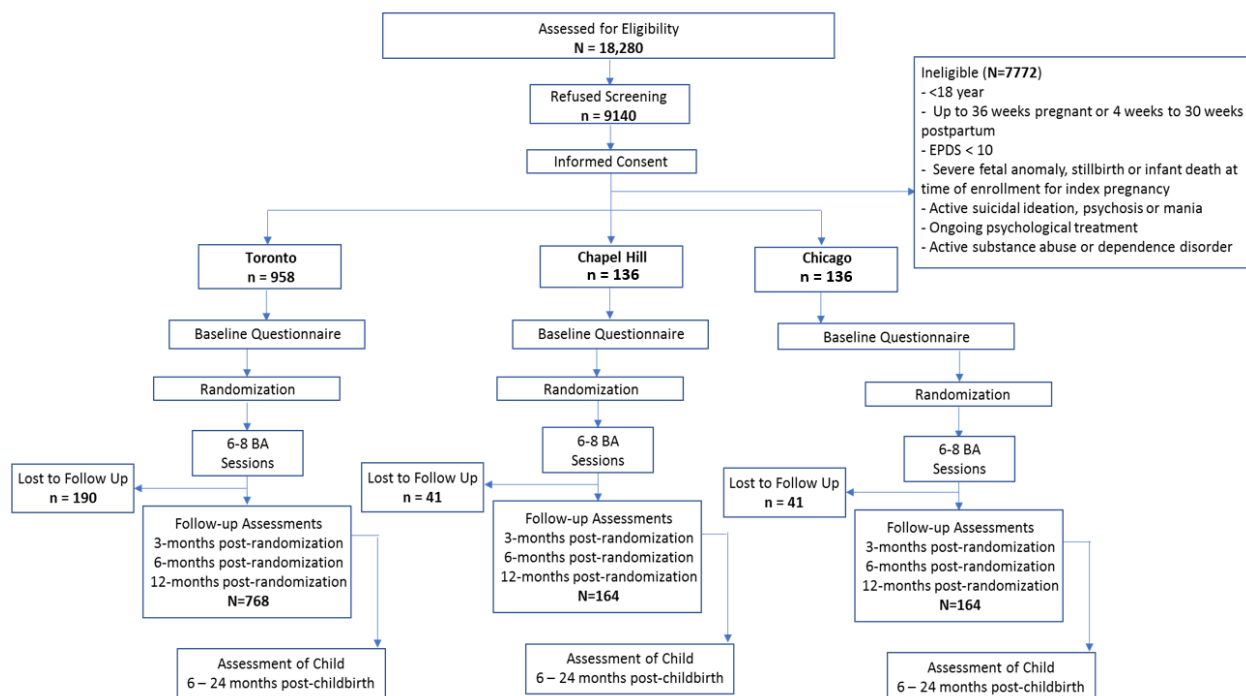 Assessed for Eligibility
N = 18,280
Refused Screening
n = 9140
Informed Consent
Ineligible (N=7772)
- <18 year
- Up to 36 weeks pregnant or 4 weeks to 30 weeks
postpartum
- EPDS < 10
- Severe fetal anomaly, stillbirth or infant death at
time of enrollment for index pregnancy
- Active suicidal ideation, psychosis or mania
- Ongoing psychological treatment
- Active substance abuse or dependence disorder
Toronto
n = 958
Baseline Questionnaire
Randomization
6-8 BA
Sessions
Lost to Follow Up
n = 190
Follow-up Assessments
3-months post-randomization
6-months post-randomization
12-months post-randomization
N=768
Assessment of Child
6 – 24 months post-childbirth
Chapel Hill
n = 136
Baseline Questionnaire
Randomization
6-8 BA
Sessions
Lost to Follow Up
n = 41
Follow-up Assessments
3-months post-randomization
6-months post-randomization
12-months post-randomization
N=164
Assessment of Child
6 – 24 months post-childbirth
Chicago
n = 136
Baseline Questionnaire
Randomization
6-8 BA
Sessions
Lost to Follow Up
n = 41
Follow-up Assessments
3-months post-randomization
6-months post-randomization
12-months post-randomization
N=164
Assessment of Child
6 – 24 months post-childbirth